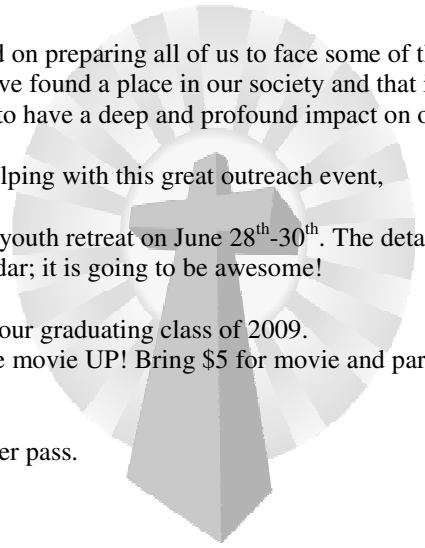 on preparing all of us to face some of
ve found a place in our society and that
to have a deep and profound impact on
lping with this great outreach event,
youth retreat on June 28th-30th. The
dar; it is going to be awesome!
our graduating class of 2009.
e movie UP! Bring $5 for movie and
er pass.